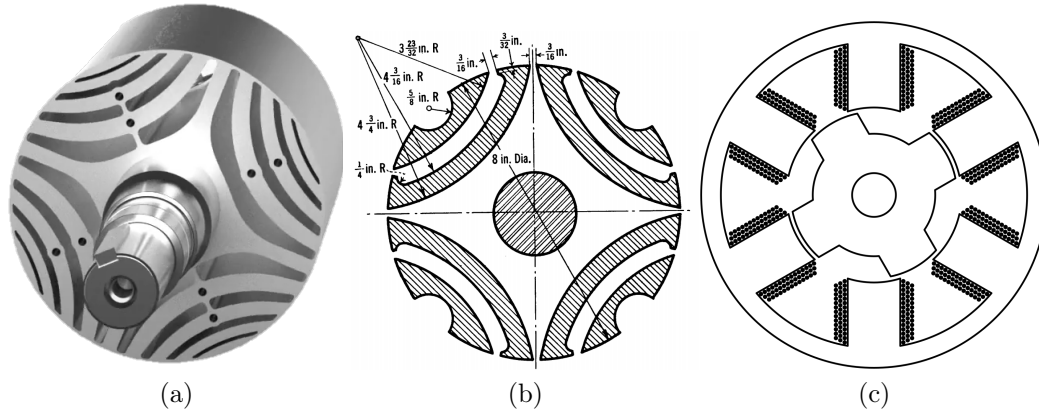 3 23/32 in. R
3/16 in.
3/32 in.
3/16 in.
4 3/16 in. R
5/8 in. R
4 3/4 in. R
1/4 in. R
8 in. Dia.
(a) (b) (c)